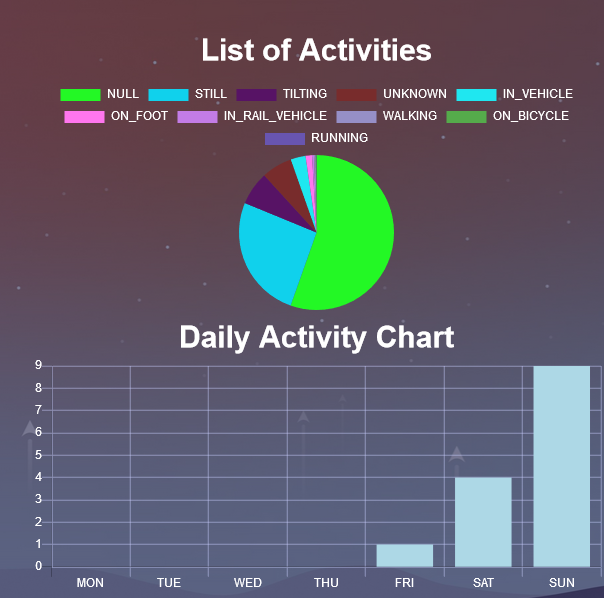 List of Activities
NULL STILL TILTING UNKNOWN IN_VEHICLE
ON_FOOT IN_RAIL_VEHICLE WALKING ON_BICYCLE
RUNNING
Daily Activity Chart
9
8
7
6
5
4
3
2
1
0
MON TUE WED THU FRI SAT SUN